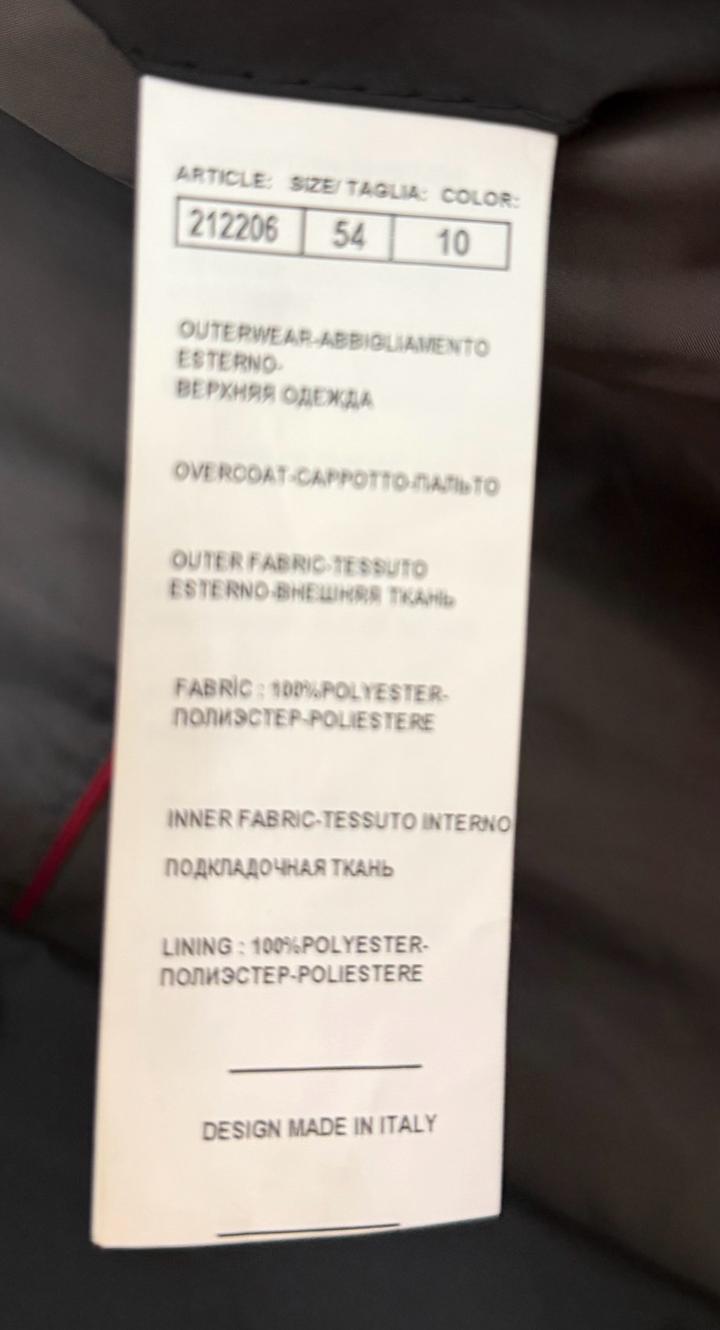 ARTICLE: SIZE/TAGLIA: COLOR:
212206 54 10
OUTERWEAR-ABBIGLIAMENTO
ESTERNO-
ВЕРХНЯЯ ОДЕЖДА
OVERCOAT-CAPPOTTO-ПАЛЬТО
OUTER FABRIC-TESSUTO
ESTERNO-ВНЕШНЯЯ ТКАНЬ
FABRİC : 100%POLYESTER-
ПОЛИЭСТЕР-POLIESTERE
INNER FABRIC-TESSUTO INTERNO
ПОДКЛАДОЧНАЯ ТКАНЬ
LINING : 100%POLYESTER-
ПОЛИЭСТЕР-POLIESTERE
DESIGN MADE IN ITALY